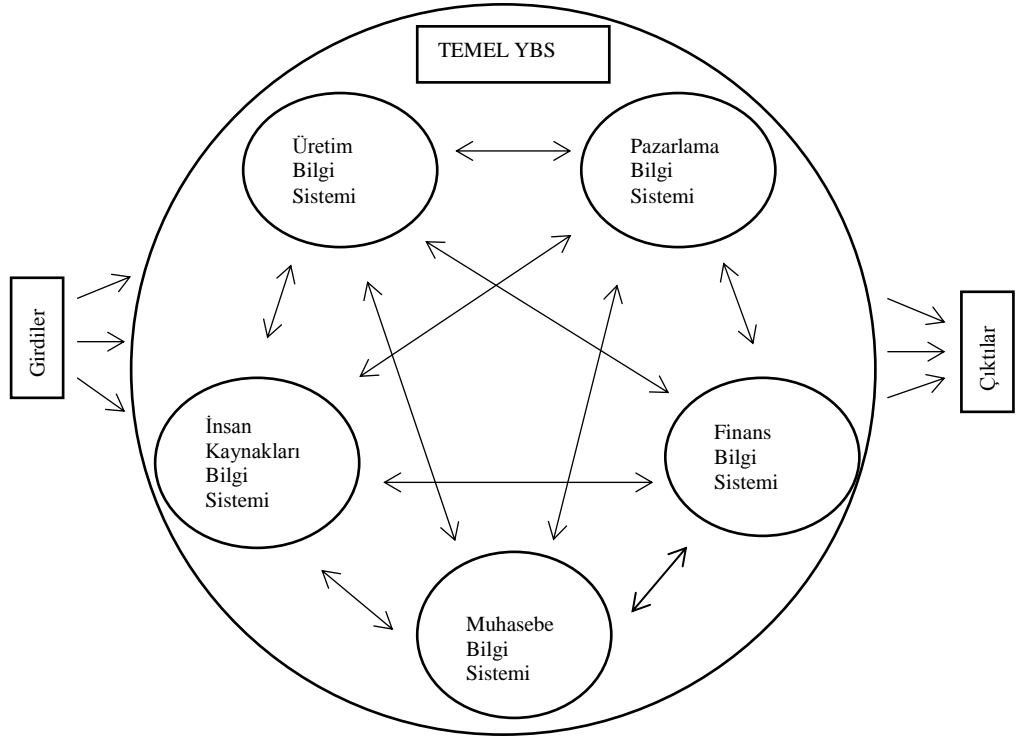 TEMEL YBS
Üretim
Bilgi
Sistemi
Pazarlama
Bilgi
Sistemi
Girdiler
Çıktılar
İnsan
Kaynakları
Bilgi
Sistemi
Finans
Bilgi
Sistemi
Muhasebe
Bilgi
Sistemi